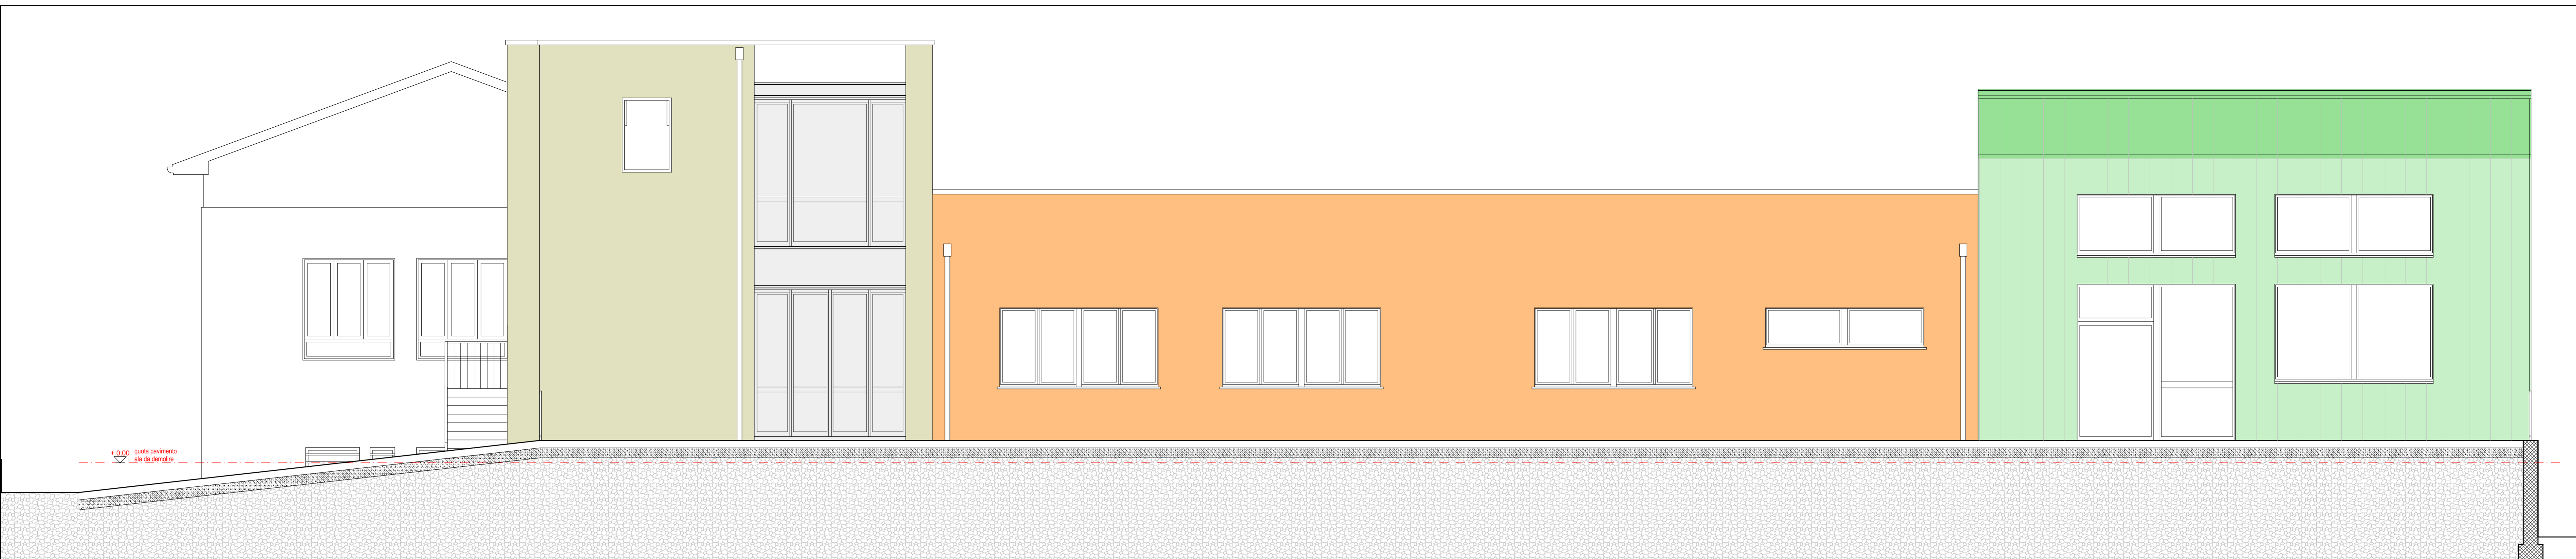 + 0.00 quota pavimento
ala da demolire